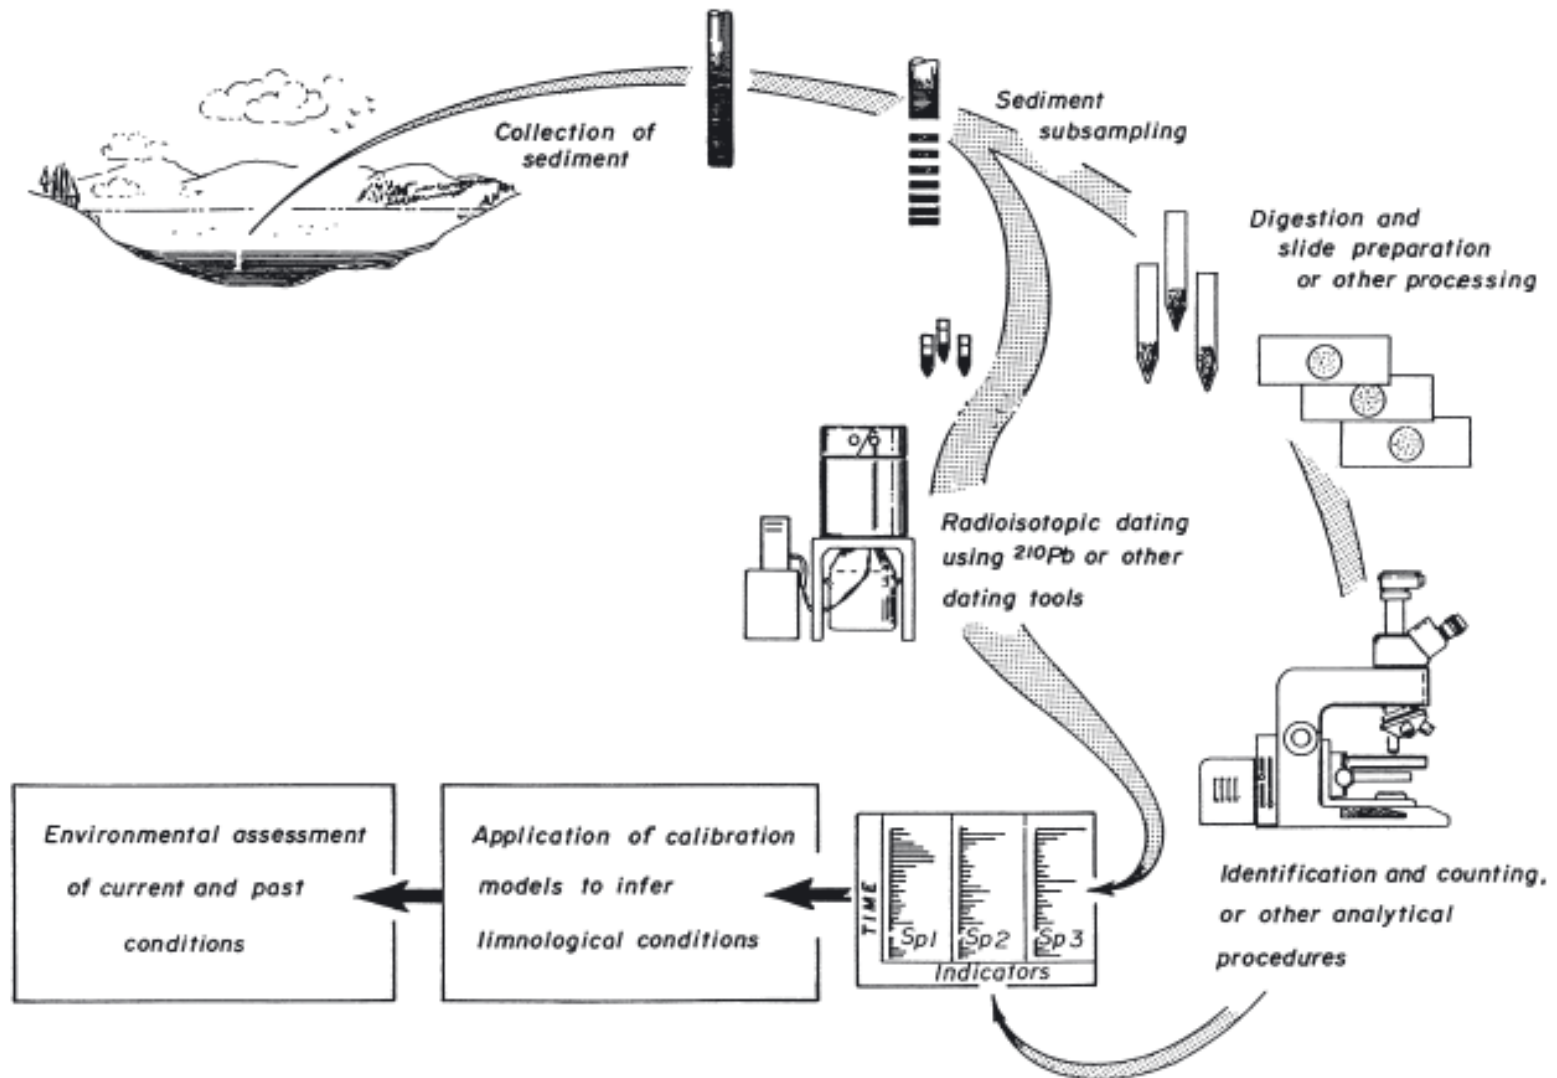 Collection of
sediment
Sediment
subsampling
Digestion and
slide preparation
or other processing
Radioisotopic dating
using ²¹⁰Pb or other
dating tools
Identification and counting,
or other analytical
procedures
TIME
Sp1 Sp2 Sp3
Indicators
Application of calibration
models to infer
limnological conditions
Environmental assessment
of current and past
conditions